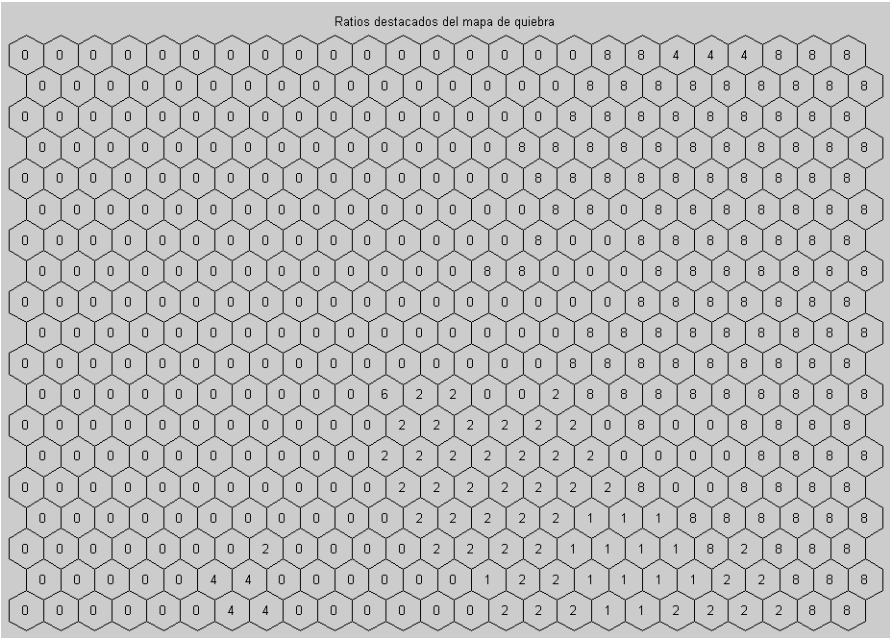 Ratios destacados del mapa de quiebra
0 0 0 0 0 0 0 0 0 0 0 0 0 0 0 0 0 8 8 4 4 4 8 8 8
0 0 0 0 0 0 0 0 0 0 0 0 0 0 0 0 8 8 8 8 8 8 8 8 8
0 0 0 0 0 0 0 0 0 0 0 0 0 0 0 0 8 8 8 8 8 8 8 8 8
0 0 0 0 0 0 0 0 0 0 0 0 0 0 8 8 8 8 8 8 8 8 8 8 8
0 0 0 0 0 0 0 0 0 0 0 0 0 0 0 8 8 8 8 8 8 8 8 8 8
0 0 0 0 0 0 0 0 0 0 0 0 0 0 0 8 8 0 8 8 8 8 8 8 8
0 0 0 0 0 0 0 0 0 0 0 0 0 0 0 8 0 0 8 8 8 8 8 8 8
0 0 0 0 0 0 0 0 0 0 0 0 0 8 8 0 0 0 8 8 8 8 8 8 8
0 0 0 0 0 0 0 0 0 0 0 0 0 0 0 0 0 0 8 8 8 8 8 8 8
0 0 0 0 0 0 0 0 0 0 0 0 0 0 0 0 8 8 8 8 8 8 8 8 8
0 0 0 0 0 0 0 0 0 0 0 0 0 0 0 0 8 8 8 8 8 8 8 8 8
0 0 0 0 0 0 0 0 0 0 6 2 2 0 0 2 8 8 8 8 8 8 8 8 8
0 0 0 0 0 0 0 0 0 0 0 2 2 2 2 2 2 0 8 0 0 8 8 8 8
0 0 0 0 0 0 0 0 0 0 2 2 2 2 2 2 2 0 0 0 0 8 8 8 8
0 0 0 0 0 0 0 0 0 0 0 2 2 2 2 2 2 2 8 0 0 8 8 8 8
0 0 0 0 0 0 0 0 0 0 0 2 2 2 2 2 1 1 1 8 8 8 8 8 8
0 0 0 0 0 0 0 2 0 0 0 0 2 2 2 2 1 1 1 1 8 2 8 8 8
0 0 0 0 0 4 4 0 0 0 0 0 0 1 2 2 1 1 1 1 2 2 8 8 8
0 0 0 0 0 0 4 4 0 0 0 0 0 0 2 2 2 1 1 2 2 2 2 8 8